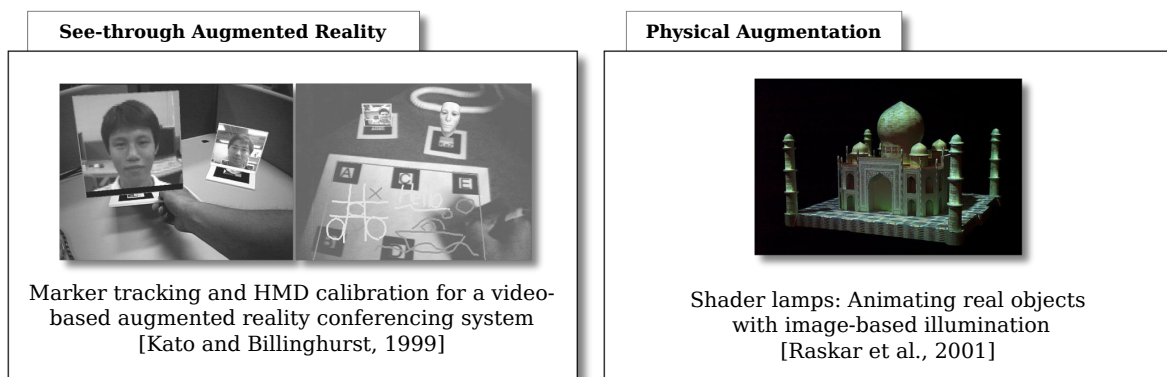 See-through Augmented Reality
Marker tracking and HMD calibration for a video-
based augmented reality conferencing system
[Kato and Billinghurst, 1999]
Physical Augmentation
Shader lamps: Animating real objects
with image-based illumination
[Raskar et al., 2001]